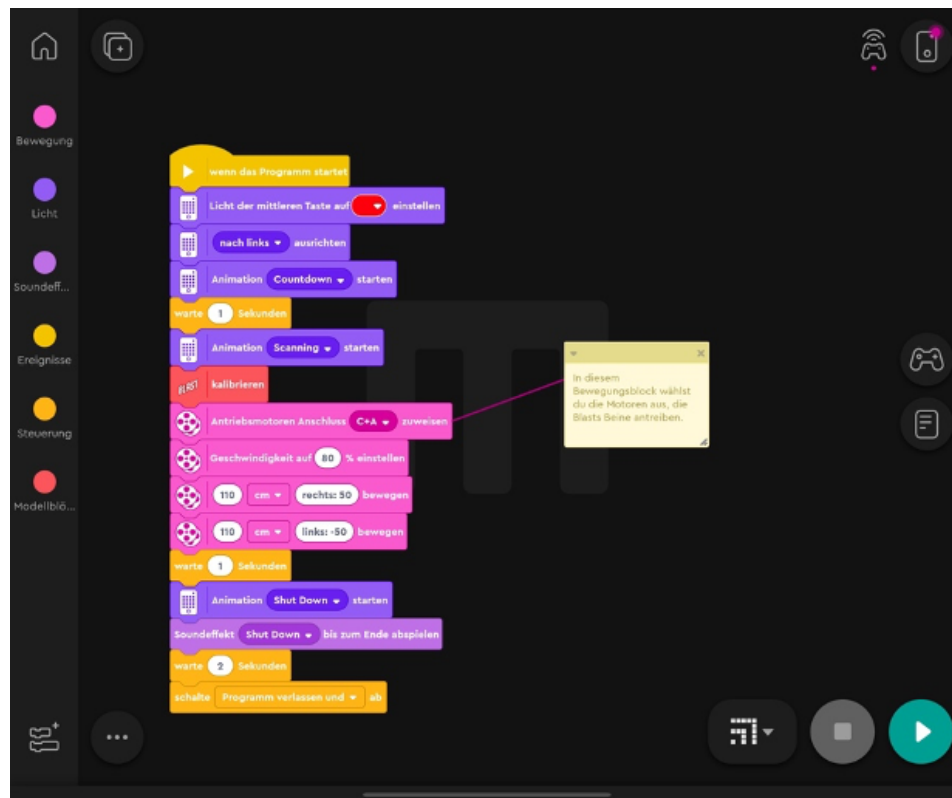 Bewegung
Licht
Soundeff...
Ereignisse
Steuerung
Modellblö...
wenn das Programm startet
Licht der mittleren Taste auf einstellen
nach links ausrichten
Animation Countdown starten
warte 1 Sekunden
Animation Scanning starten
BLAST kalibrieren
Antriebsmotoren Anschluss C+A zuweisen
Geschwindigkeit auf 80 % einstellen
110 cm rechts: 50 bewegen
110 cm links: -50 bewegen
warte 1 Sekunden
Animation Shut Down starten
Soundeffekt Shut Down bis zum Ende abspielen
warte 2 Sekunden
schalte Programm verlassen und ab
In diesem
Bewegungsblock wählst
du die Motoren aus, die
Blasts Beine antreiben.